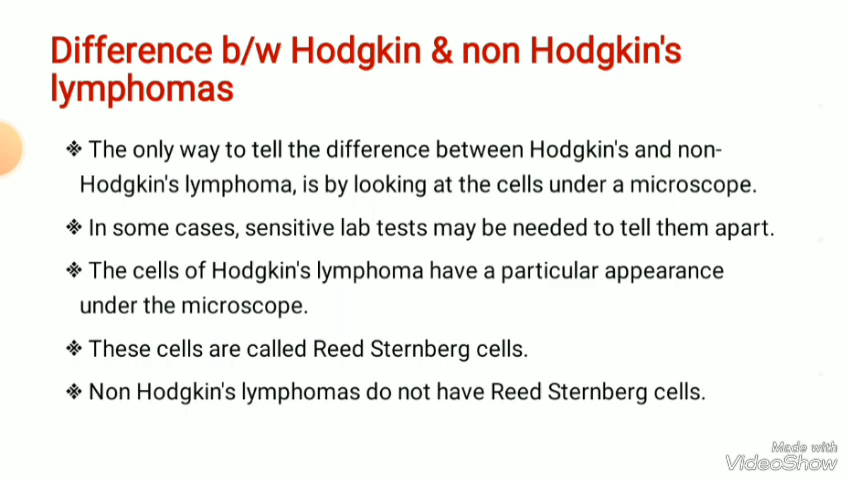 Difference b/w Hodgkin & non Hodgkin's
lymphomas
❖ The only way to tell the difference between Hodgkin's and non-
Hodgkin's lymphoma, is by looking at the cells under a microscope.
❖ In some cases, sensitive lab tests may be needed to tell them apart.
❖ The cells of Hodgkin's lymphoma have a particular appearance
under the microscope.
❖ These cells are called Reed Sternberg cells.
❖ Non Hodgkin's lymphomas do not have Reed Sternberg cells.
Made with
VideoShow